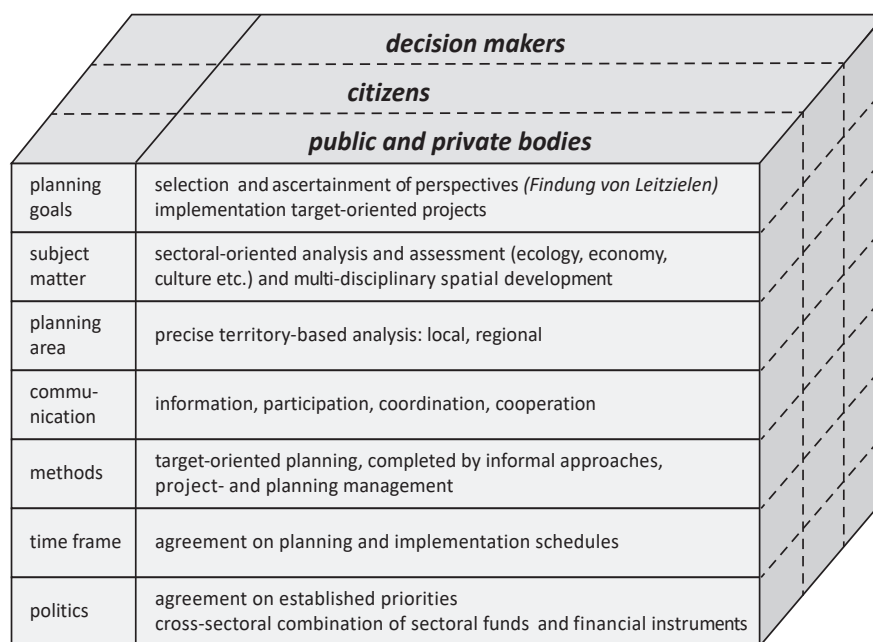 decision makers
citizens
public and private bodies
planning
goals
selection and ascertainment of perspectives (Findung von Leitzielen)
implementation target-oriented projects
subject
matter
sectoral-oriented analysis and assessment (ecology, economy,
culture etc.) and multi-disciplinary spatial development
planning
area
precise territory-based analysis: local, regional
commu-
nication
information, participation, coordination, cooperation
methods
target-oriented planning, completed by informal approaches,
project- and planning management
time frame
agreement on planning and implementation schedules
politics
agreement on established priorities
cross-sectoral combination of sectoral funds and financial instruments